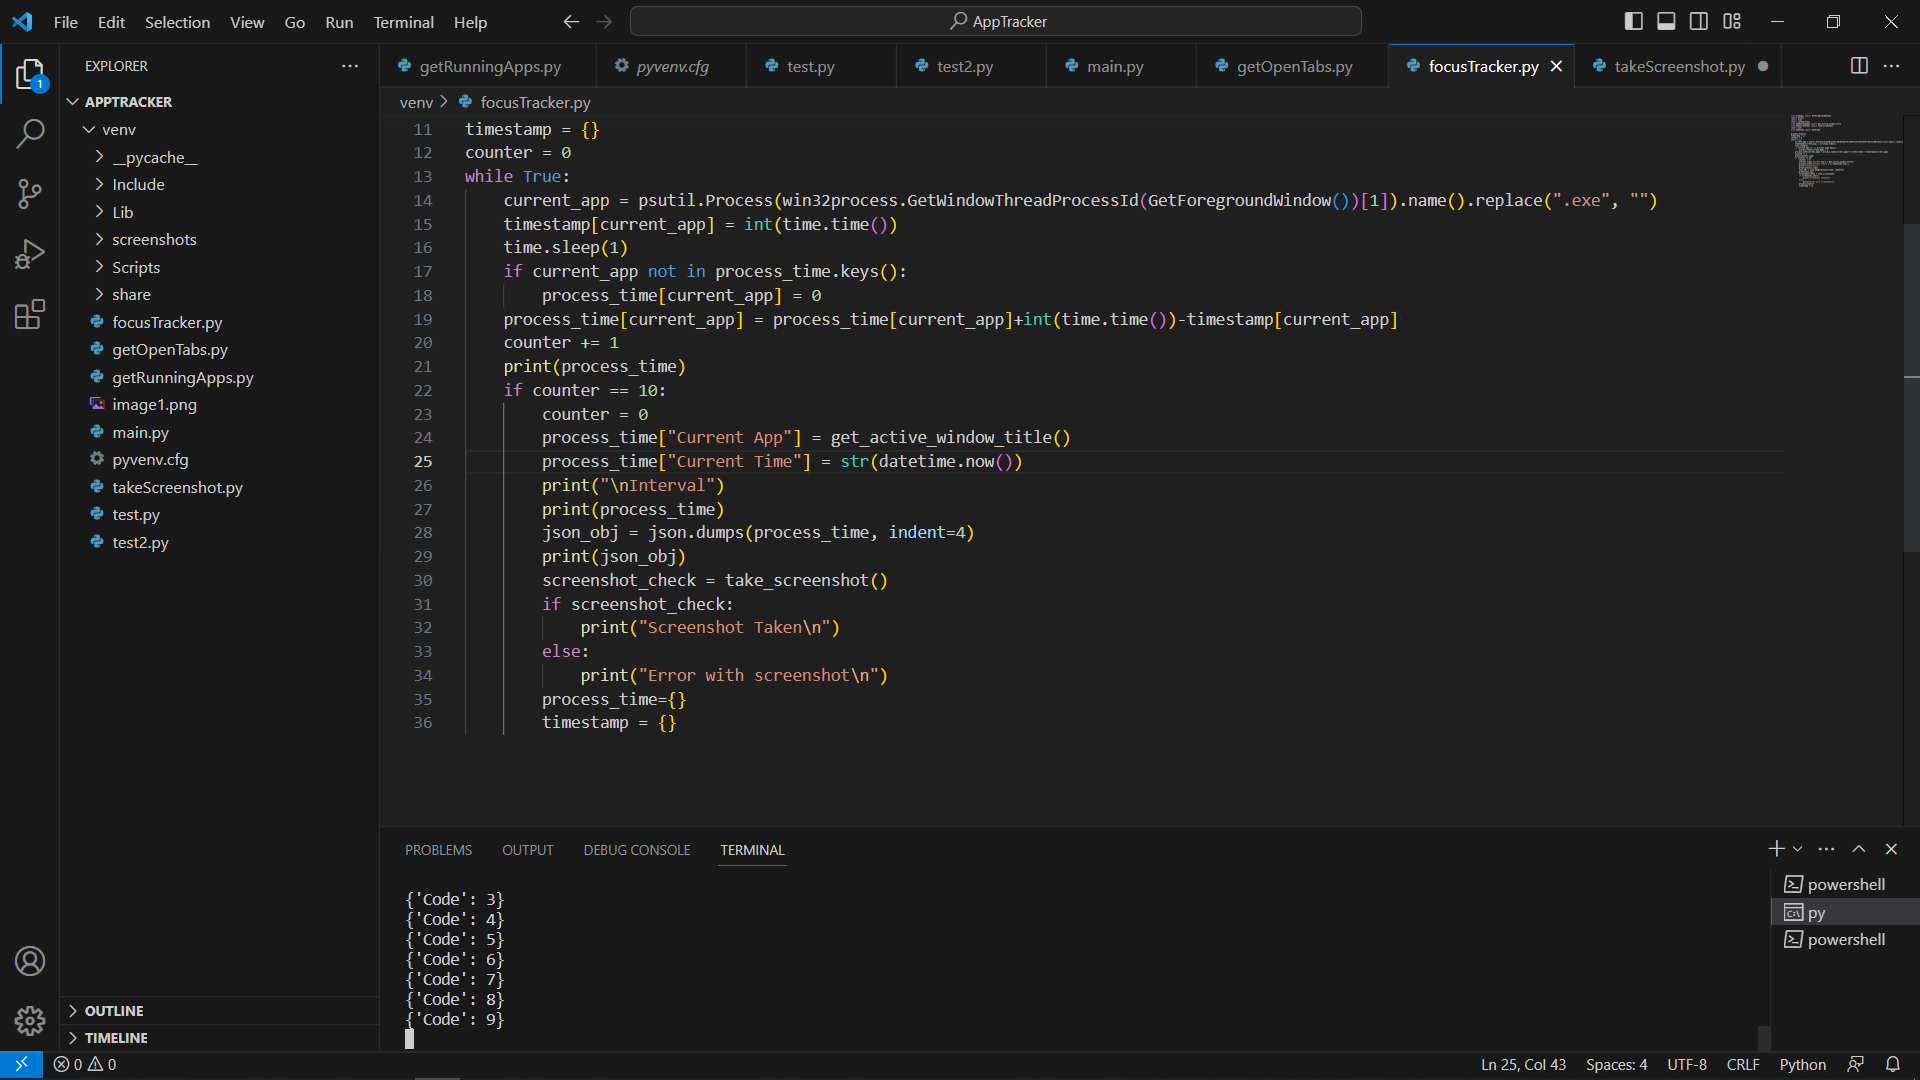 File Edit Selection View Go Run Terminal Help
AppTracker
EXPLORER
1
APPTRACKER
venv
__pycache__
Include
Lib
screenshots
Scripts
share
focusTracker.py
getOpenTabs.py
getRunningApps.py
image1.png
main.py
pyvenv.cfg
takeScreenshot.py
test.py
test2.py
OUTLINE
TIMELINE
getRunningApps.py pyvenv.cfg test.py test2.py main.py getOpenTabs.py focusTracker.py takeScreenshot.py
venv > focusTracker.py
11 timestamp = {}
12 counter = 0
13 while True:
14 current_app = psutil.Process(win32process.GetWindowThreadProcessId(GetForegroundWindow())[1]).name().replace(".exe", "")
15 timestamp[current_app] = int(time.time())
16 time.sleep(1)
17 if current_app not in process_time.keys():
18 process_time[current_app] = 0
19 process_time[current_app] = process_time[current_app]+int(time.time())-timestamp[current_app]
20 counter += 1
21 print(process_time)
22 if counter == 10:
23 counter = 0
24 process_time["Current App"] = get_active_window_title()
25 process_time["Current Time"] = str(datetime.now())
26 print("\nInterval")
27 print(process_time)
28 json_obj = json.dumps(process_time, indent=4)
29 print(json_obj)
30 screenshot_check = take_screenshot()
31 if screenshot_check:
32 print("Screenshot Taken\n")
33 else:
34 print("Error with screenshot\n")
35 process_time={}
36 timestamp = {}
PROBLEMS OUTPUT DEBUG CONSOLE TERMINAL
{'Code': 3}
{'Code': 4}
{'Code': 5}
{'Code': 6}
{'Code': 7}
{'Code': 8}
{'Code': 9}
powershell
py
powershell
0 0
Ln 25, Col 43 Spaces: 4 UTF-8 CRLF Python